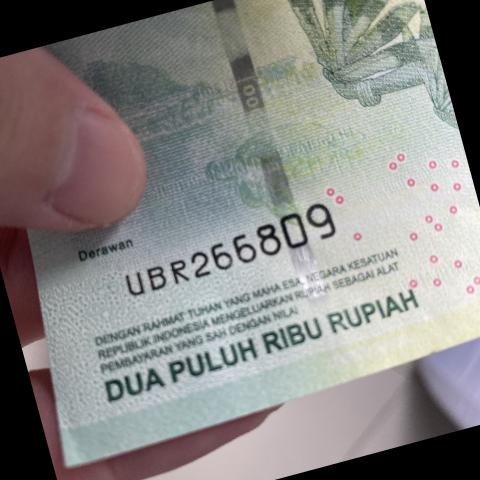 Derawan
UBR266809
DENGAN RAHMAT TUHAN YANG MAHA ESA, NEGARA KESATUAN
REPUBLIK INDONESIA MENGELUARKAN RUPIAH SEBAGAI ALAT
PEMBAYARAN YANG SAH DENGAN NILAI
DUA PULUH RIBU RUPIAH